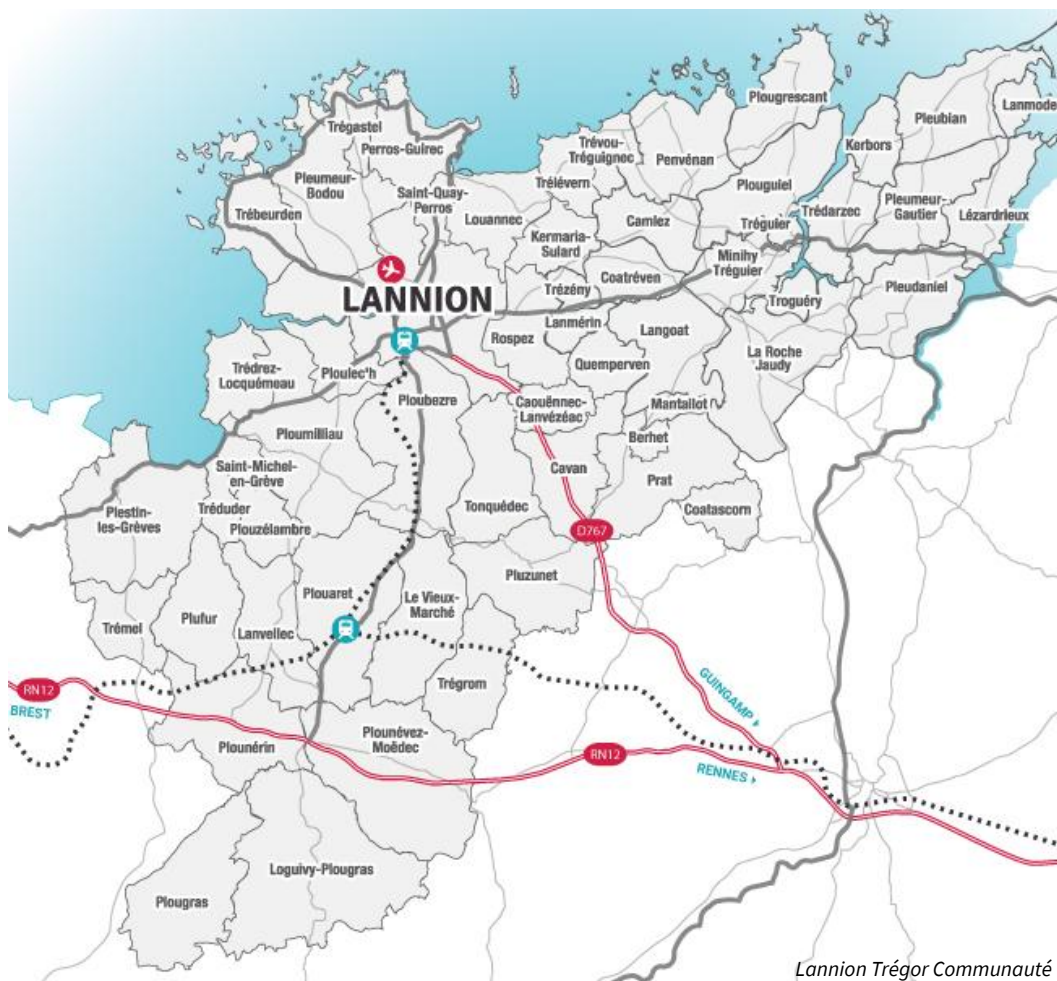 Trégastel
Perros-Guirec
Pleumeur-
Bodou
Saint-Quay-
Perros
Trébeurden
Louannec
Trévou-
Tréguignec
Trélévern
Penvénan
Plougrescant
Kermaria-
Sulard
Camlez
Plouguiel
Tréguier
Kerbors
Pleubian
Lanmode
Trédarzec
Pleumeur-
Gautier
Lézardrieux
Minihy
Tréguier
Coatréven
Trézény
Troguéry
Pleudaniel
LANNION
Rospez
Lanmérin
Langoat
Quemperven
La Roche
Jaudy
Trédrez-
Locquémeau
Ploulec'h
Ploubezre
Caouënnec-
Lanvézéac
Mantallot
Berhet
Ploumilliau
Cavan
Prat
Saint-Michel-
en-Grève
Coatascorn
Plestin-
les-Grèves
Tréduder
Plouzélambre
Tonquédec
D767
Pluzunet
Plouaret
Le Vieux-
Marché
Trémel
Plufur
Lanvellec
Trégrom
RN12
BREST
GUINGAMP
Plounérin
Plounévez-
Moëdec
RN12
RENNES
Loguivy-Plougras
Plougras
Lannion Trégor Communauté